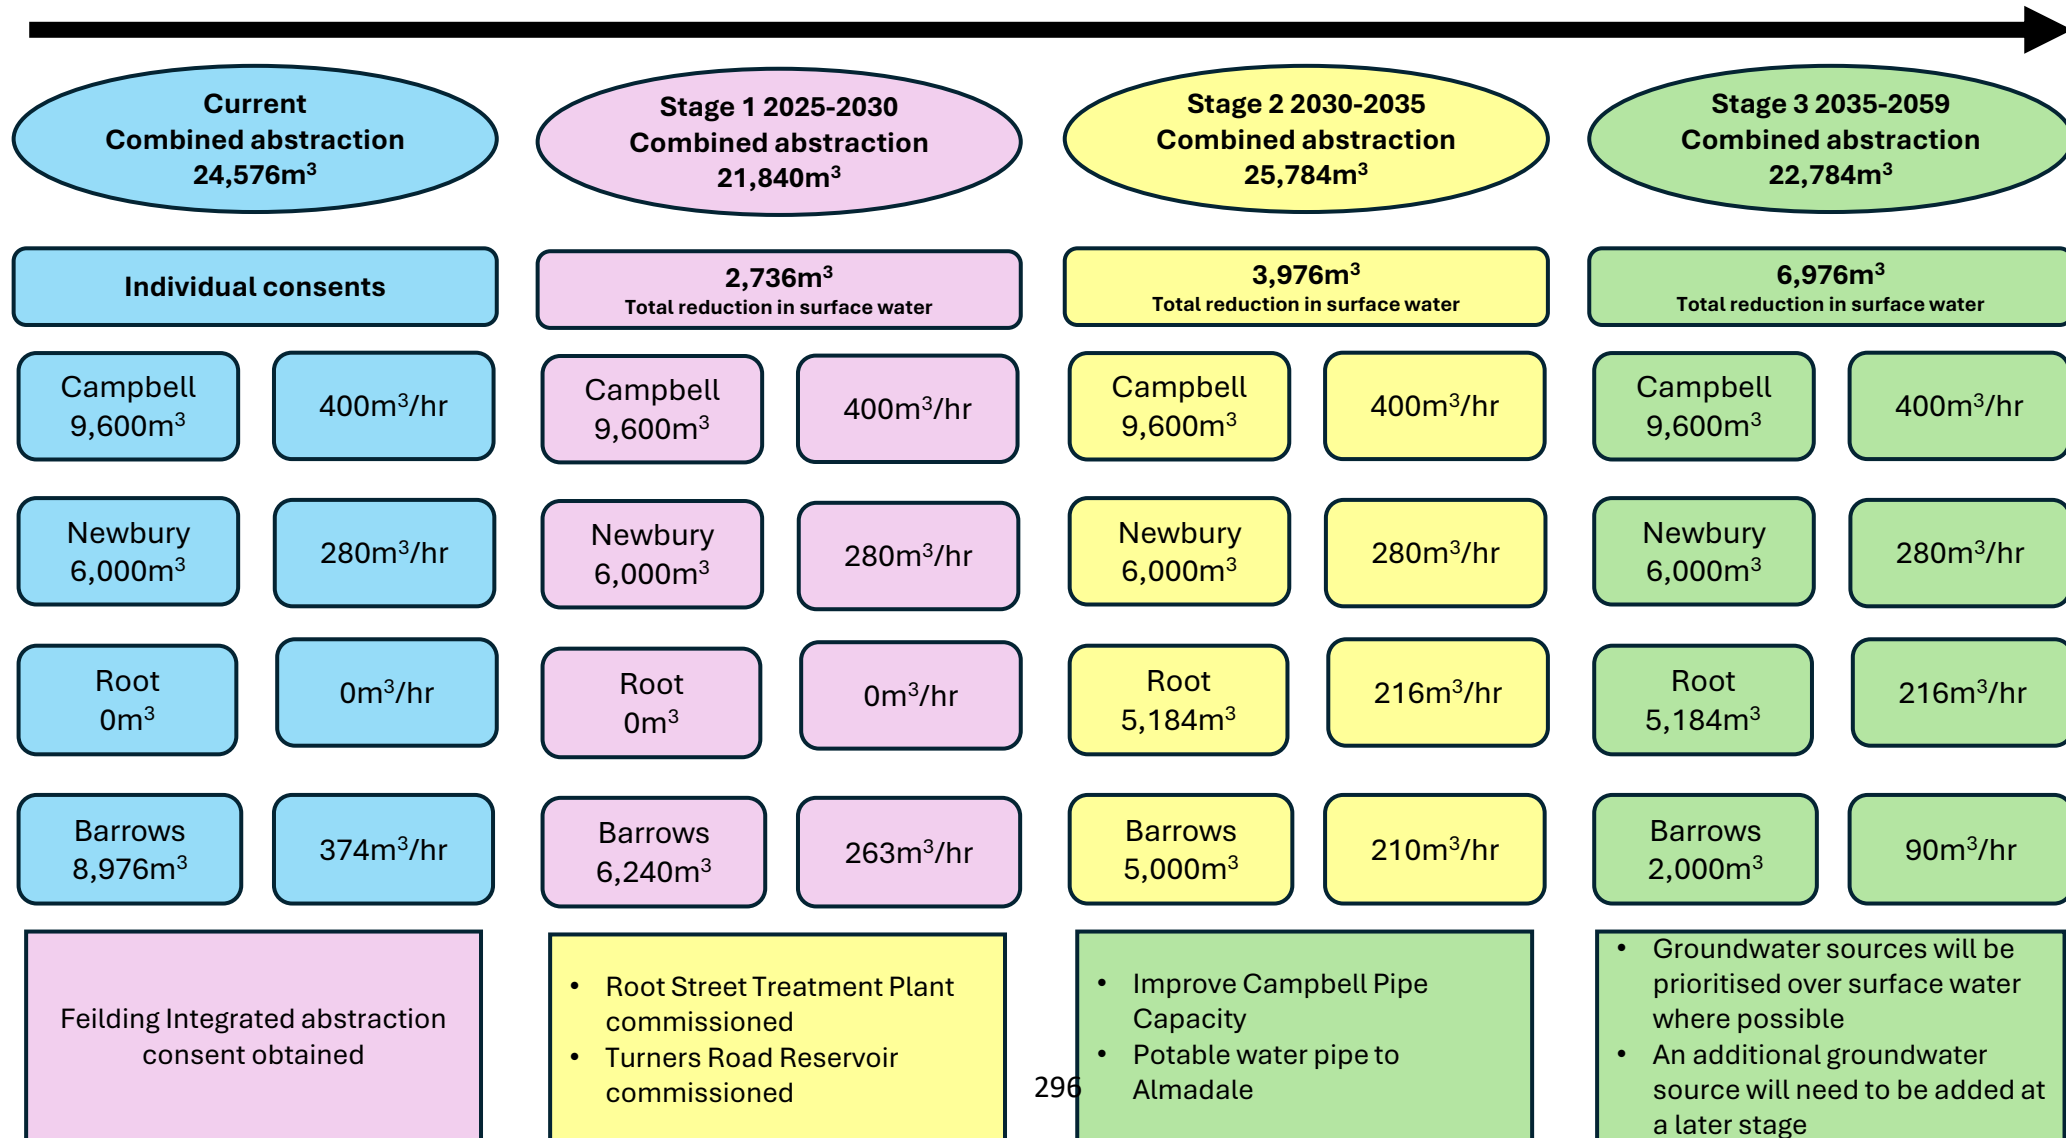 Current
Combined abstraction
24,576m³
Stage 1 2025-2030
Combined abstraction
21,840m³
Stage 2 2030-2035
Combined abstraction
25,784m³
Stage 3 2035-2059
Combined abstraction
22,784m³
Individual consents
2,736m³
Total reduction in surface water
3,976m³
Total reduction in surface water
6,976m³
Total reduction in surface water
Campbell
9,600m³
400m³/hr
Campbell
9,600m³
400m³/hr
Campbell
9,600m³
400m³/hr
Campbell
9,600m³
400m³/hr
Newbury
6,000m³
280m³/hr
Newbury
6,000m³
280m³/hr
Newbury
6,000m³
280m³/hr
Newbury
6,000m³
280m³/hr
Root
0m³
0m³/hr
Root
0m³
0m³/hr
Root
5,184m³
216m³/hr
Root
5,184m³
216m³/hr
Barrows
8,976m³
374m³/hr
Barrows
6,240m³
263m³/hr
Barrows
5,000m³
210m³/hr
Barrows
2,000m³
90m³/hr
Feilding Integrated abstraction
consent obtained
• Root Street Treatment Plant
commissioned
• Turners Road Reservoir
commissioned
• Improve Campbell Pipe
Capacity
• Potable water pipe to
Almadale
• Groundwater sources will be
prioritised over surface water
where possible
• An additional groundwater
source will need to be added at
a later stage
296